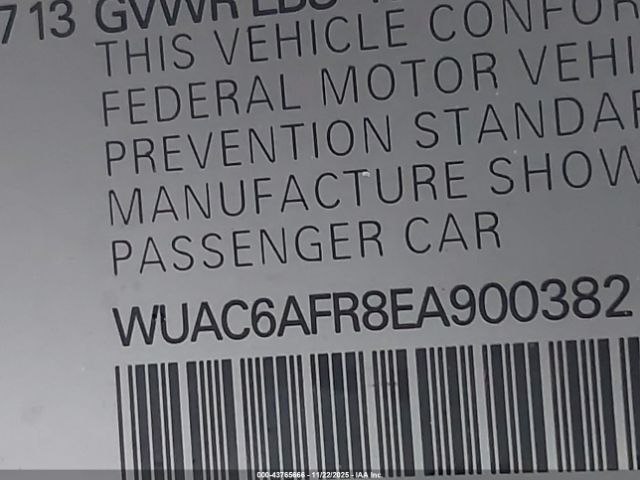 713 GVWR LBS
THIS VEHICLE CONFOR
FEDERAL MOTOR VEHI
PREVENTION STANDAR
MANUFACTURE SHOW
PASSENGER CAR
WUAC6AFR8EA900382
000-43765666 - 11/22/2025 - IAA Inc.